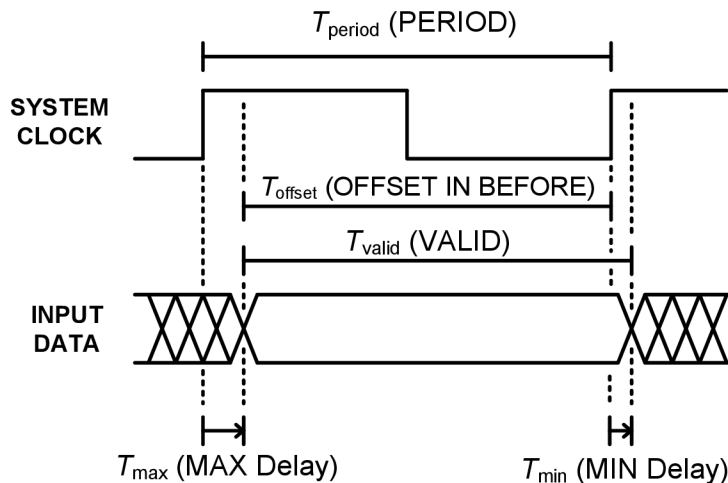 Tperiod (PERIOD)
SYSTEM
CLOCK
Toffset (OFFSET IN BEFORE)
Tvalid (VALID)
INPUT
DATA
Tmax (MAX Delay)
Tmin (MIN Delay)